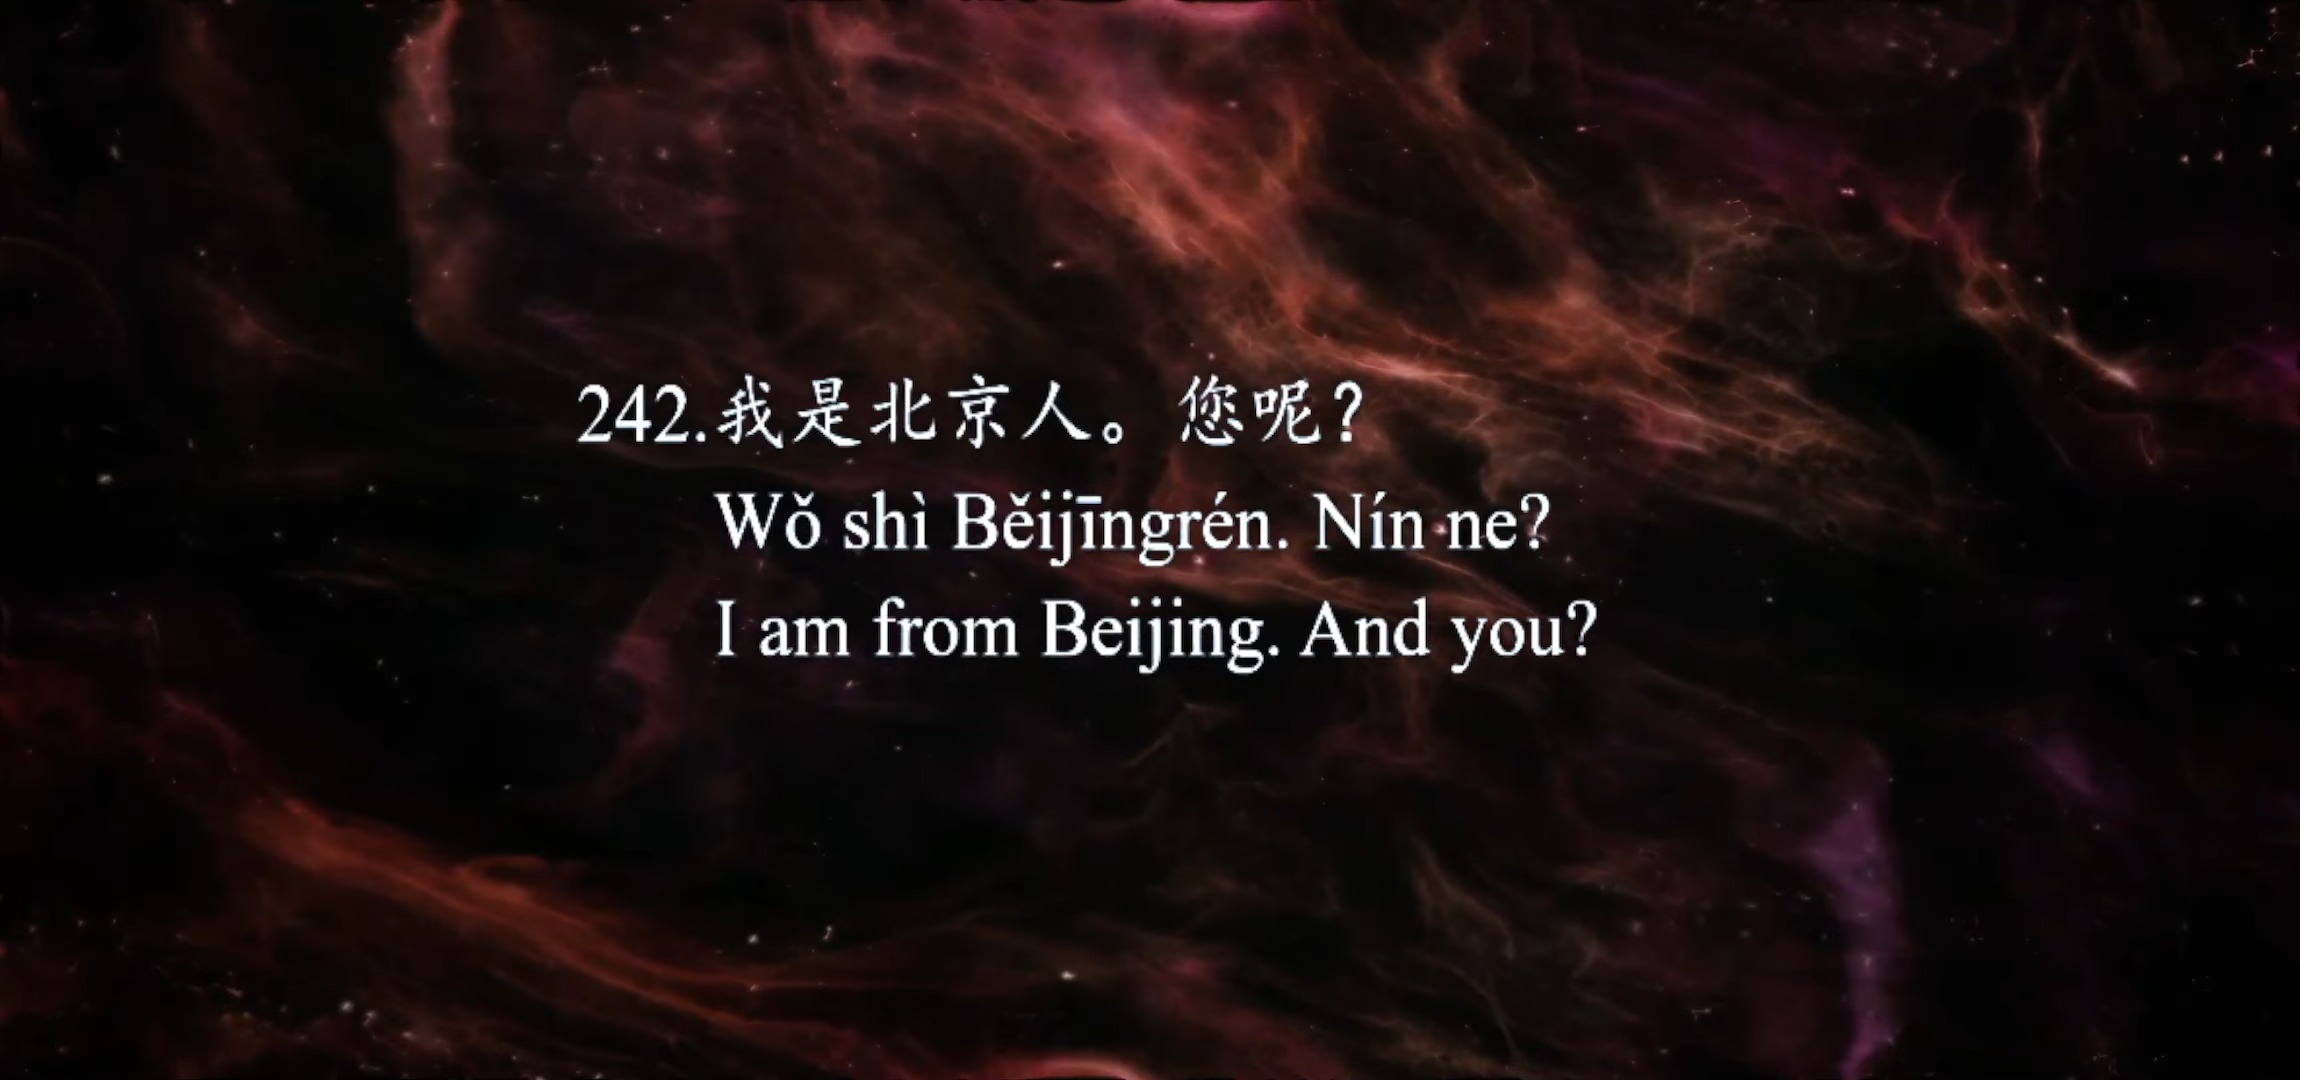 242.我是北京人。您呢？
Wǒ shì Běijīngrén. Nín ne?
I am from Beijing. And you?